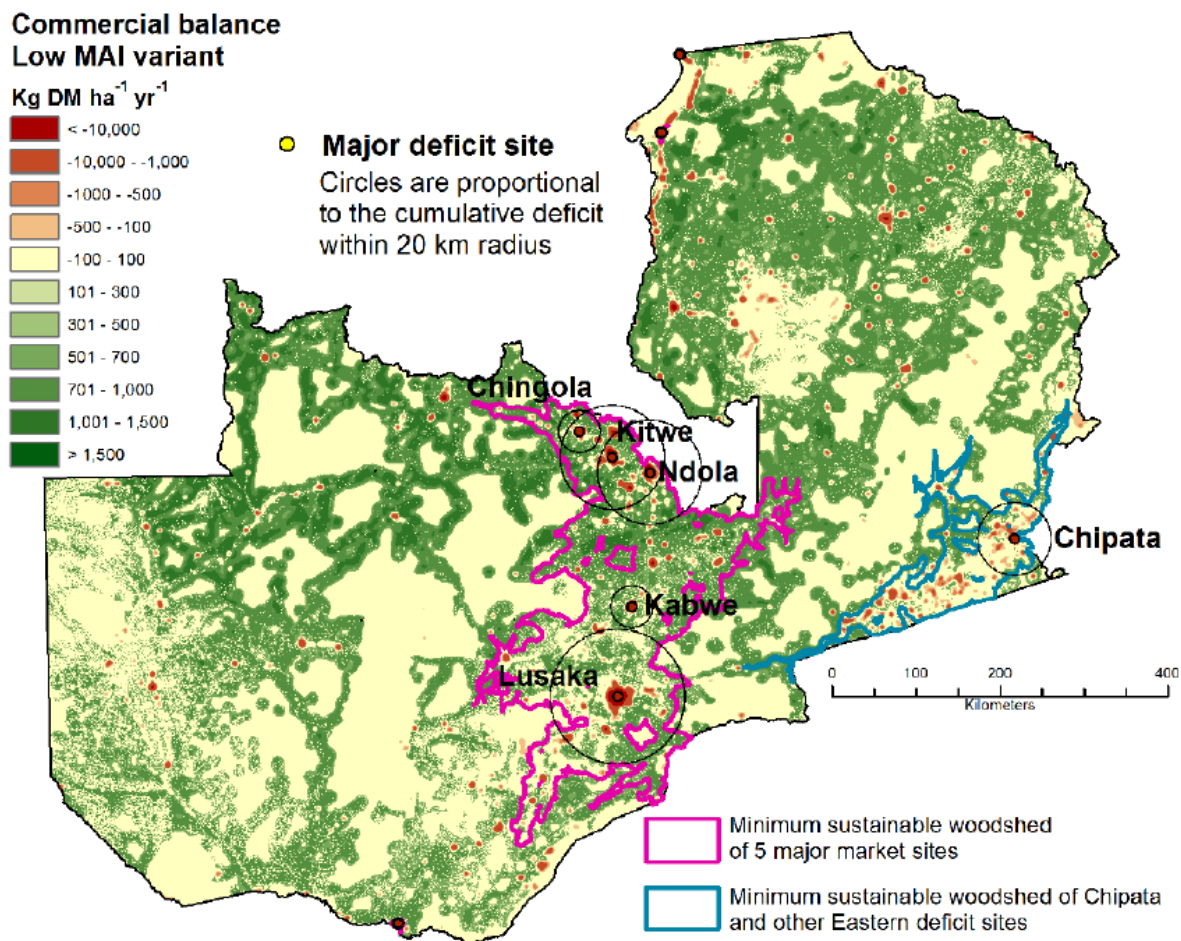 Commercial balance
Low MAI variant
Kg DM ha⁻¹ yr⁻¹
< -10,000
-10,000 - -1,000
-1000 - -500
-500 - -100
-100 - 100
101 - 300
301 - 500
501 - 700
701 - 1,000
1,001 - 1,500
> 1,500
Major deficit site
Circles are proportional
to the cumulative deficit
within 20 km radius
Chingola
Kitwe
Ndola
Chipata
Kabwe
Lusaka
0 100 200 400
Kilometers
Minimum sustainable woodshed
of 5 major market sites
Minimum sustainable woodshed of Chipata
and other Eastern deficit sites